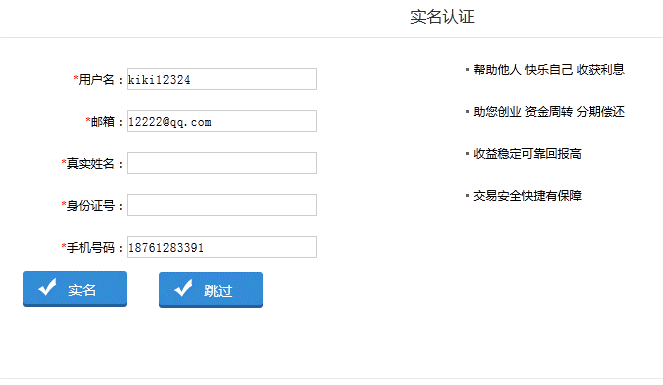 实名认证
*用户名：kiki12324
*邮箱：12222@qq.com
*真实姓名：
*身份证号：
*手机号码：18761283391
实名 跳过
▪ 帮助他人 快乐自己 收获利息
▪ 助您创业 资金周转 分期偿还
▪ 收益稳定可靠回报高
▪ 交易安全快捷有保障